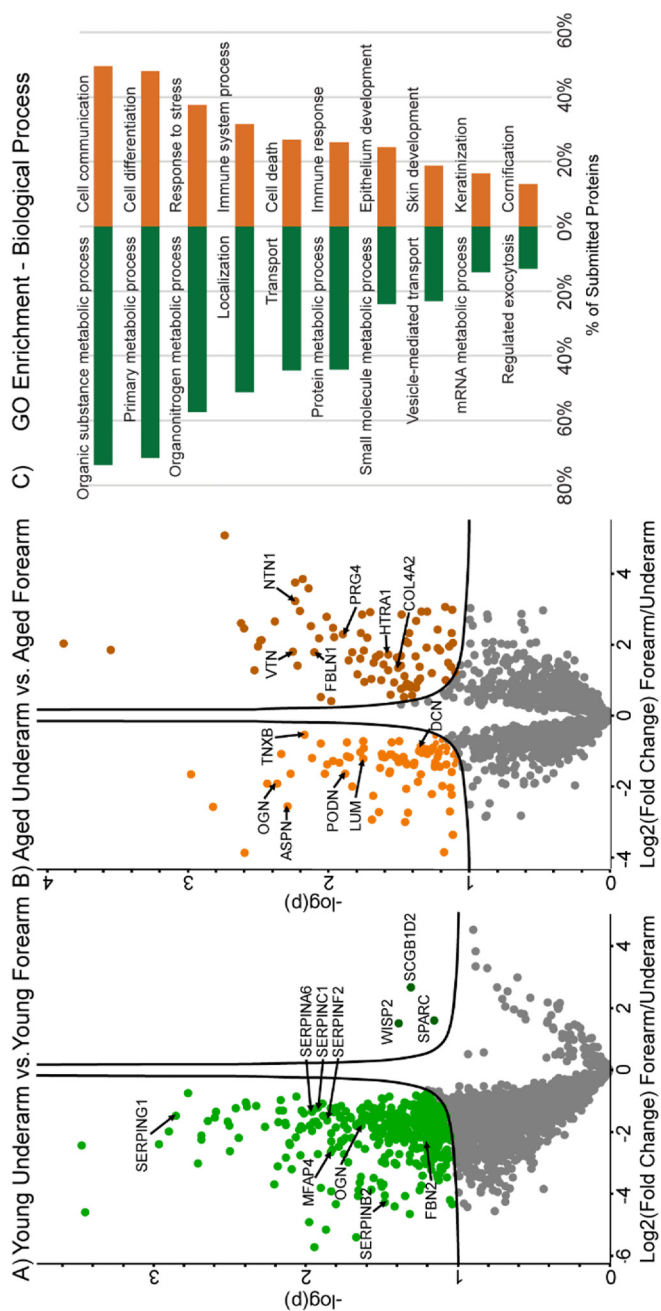 A) Young Underarm vs. Young Forearm
-log(p)
3
2
1
0
-6
-4
-2
0
2
4
Log2(Fold Change) Forearm/Underarm
SERPING1
SERPINA6
SERPINC1
SERPINF2
MFAP4
OGN
SERPINB2
FBN2
WISP2
SCGB1D2
SPARC
B) Aged Underarm vs. Aged Forearm
-log(p)
4
3
2
1
0
-4
-2
0
2
4
Log2(Fold Change) Forearm/Underarm
TNXB
OGN
ASPN
PODN
LUM
DCN
NTN1
VTN
FBLN1
PRG4
HTRA1
COL4A2
C) GO Enrichment - Biological Process
Organic substance metabolic process
Cell communication
Primary metabolic process
Cell differentiation
Organonitrogen metabolic process
Response to stress
Localization
Immune system process
Transport
Cell death
Protein metabolic process
Immune response
Small molecule metabolic process
Epithelium development
Vesicle-mediated transport
Skin development
mRNA metabolic process
Keratinization
Regulated exocytosis
Cornification
80%
60%
40%
20%
0%
20%
40%
60%
% of Submitted Proteins